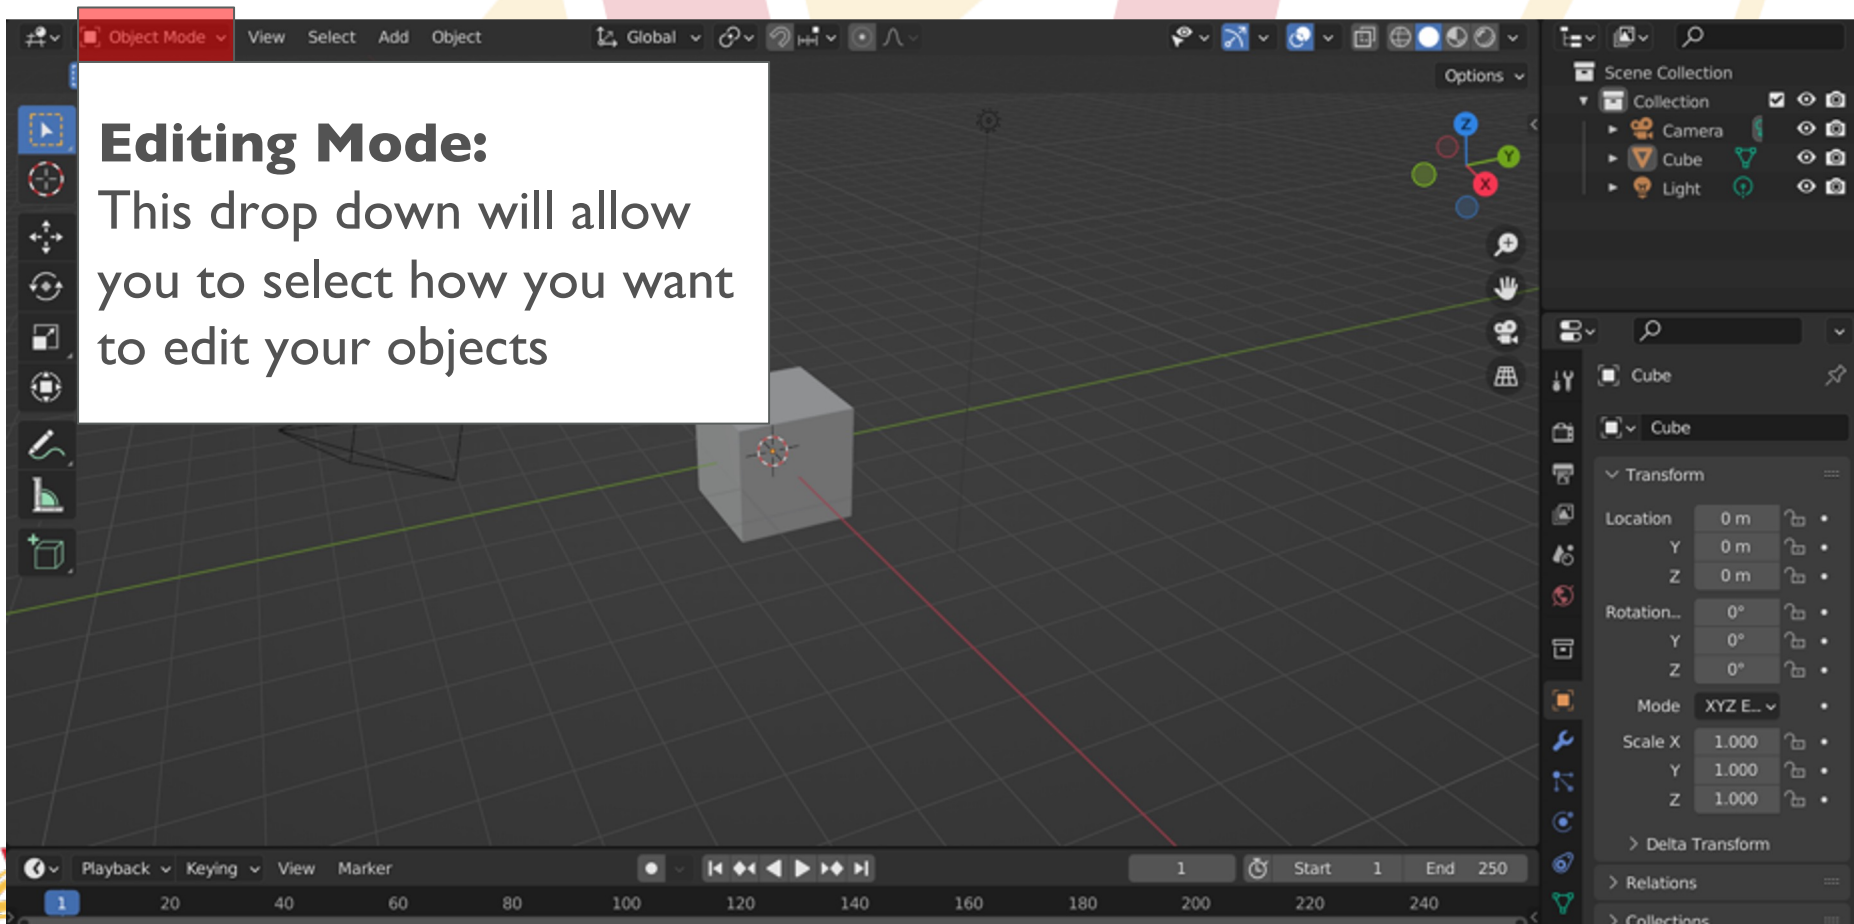 Object Mode View Select Add Object Global
Options
Editing Mode:
This drop down will allow
you to select how you want
to edit your objects
Z
Y
X
Scene Collection
Collection
Camera
Cube
Light
Cube
Cube
Transform
Location 0 m
Y 0 m
Z 0 m
Rotation... 0°
Y 0°
Z 0°
Mode XYZ E...
Scale X 1.000
Y 1.000
Z 1.000
Delta Transform
Relations
Collections
Playback Keying View Marker 1 Start 1 End 250
1 20 40 60 80 100 120 140 160 180 200 220 240